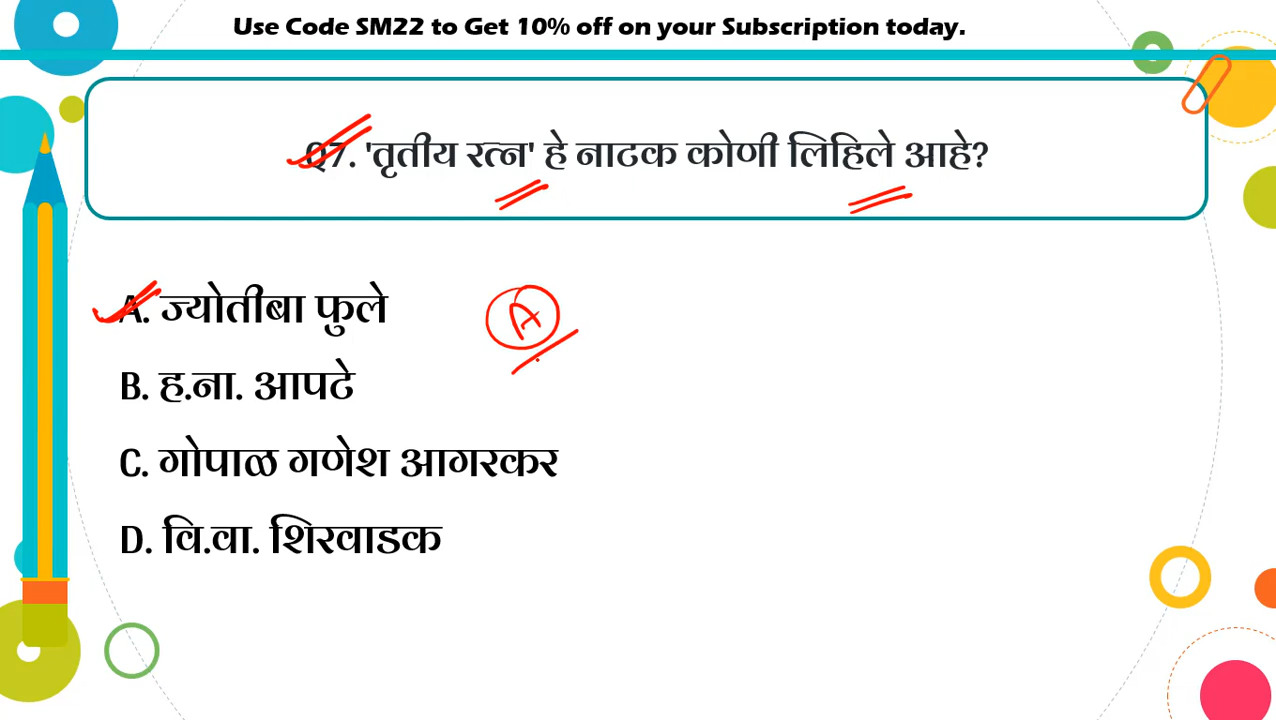 Use Code SM22 to Get 10% off on your Subscription today.
Q7. 'तृतीय रत्न' हे नाटक कोणी लिहिले आहे?
A. ज्योतीबा फुले
A
B. ह.ना. आपटे
C. गोपाळ गणेश आगरकर
D. वि.वा. शिरवाडक